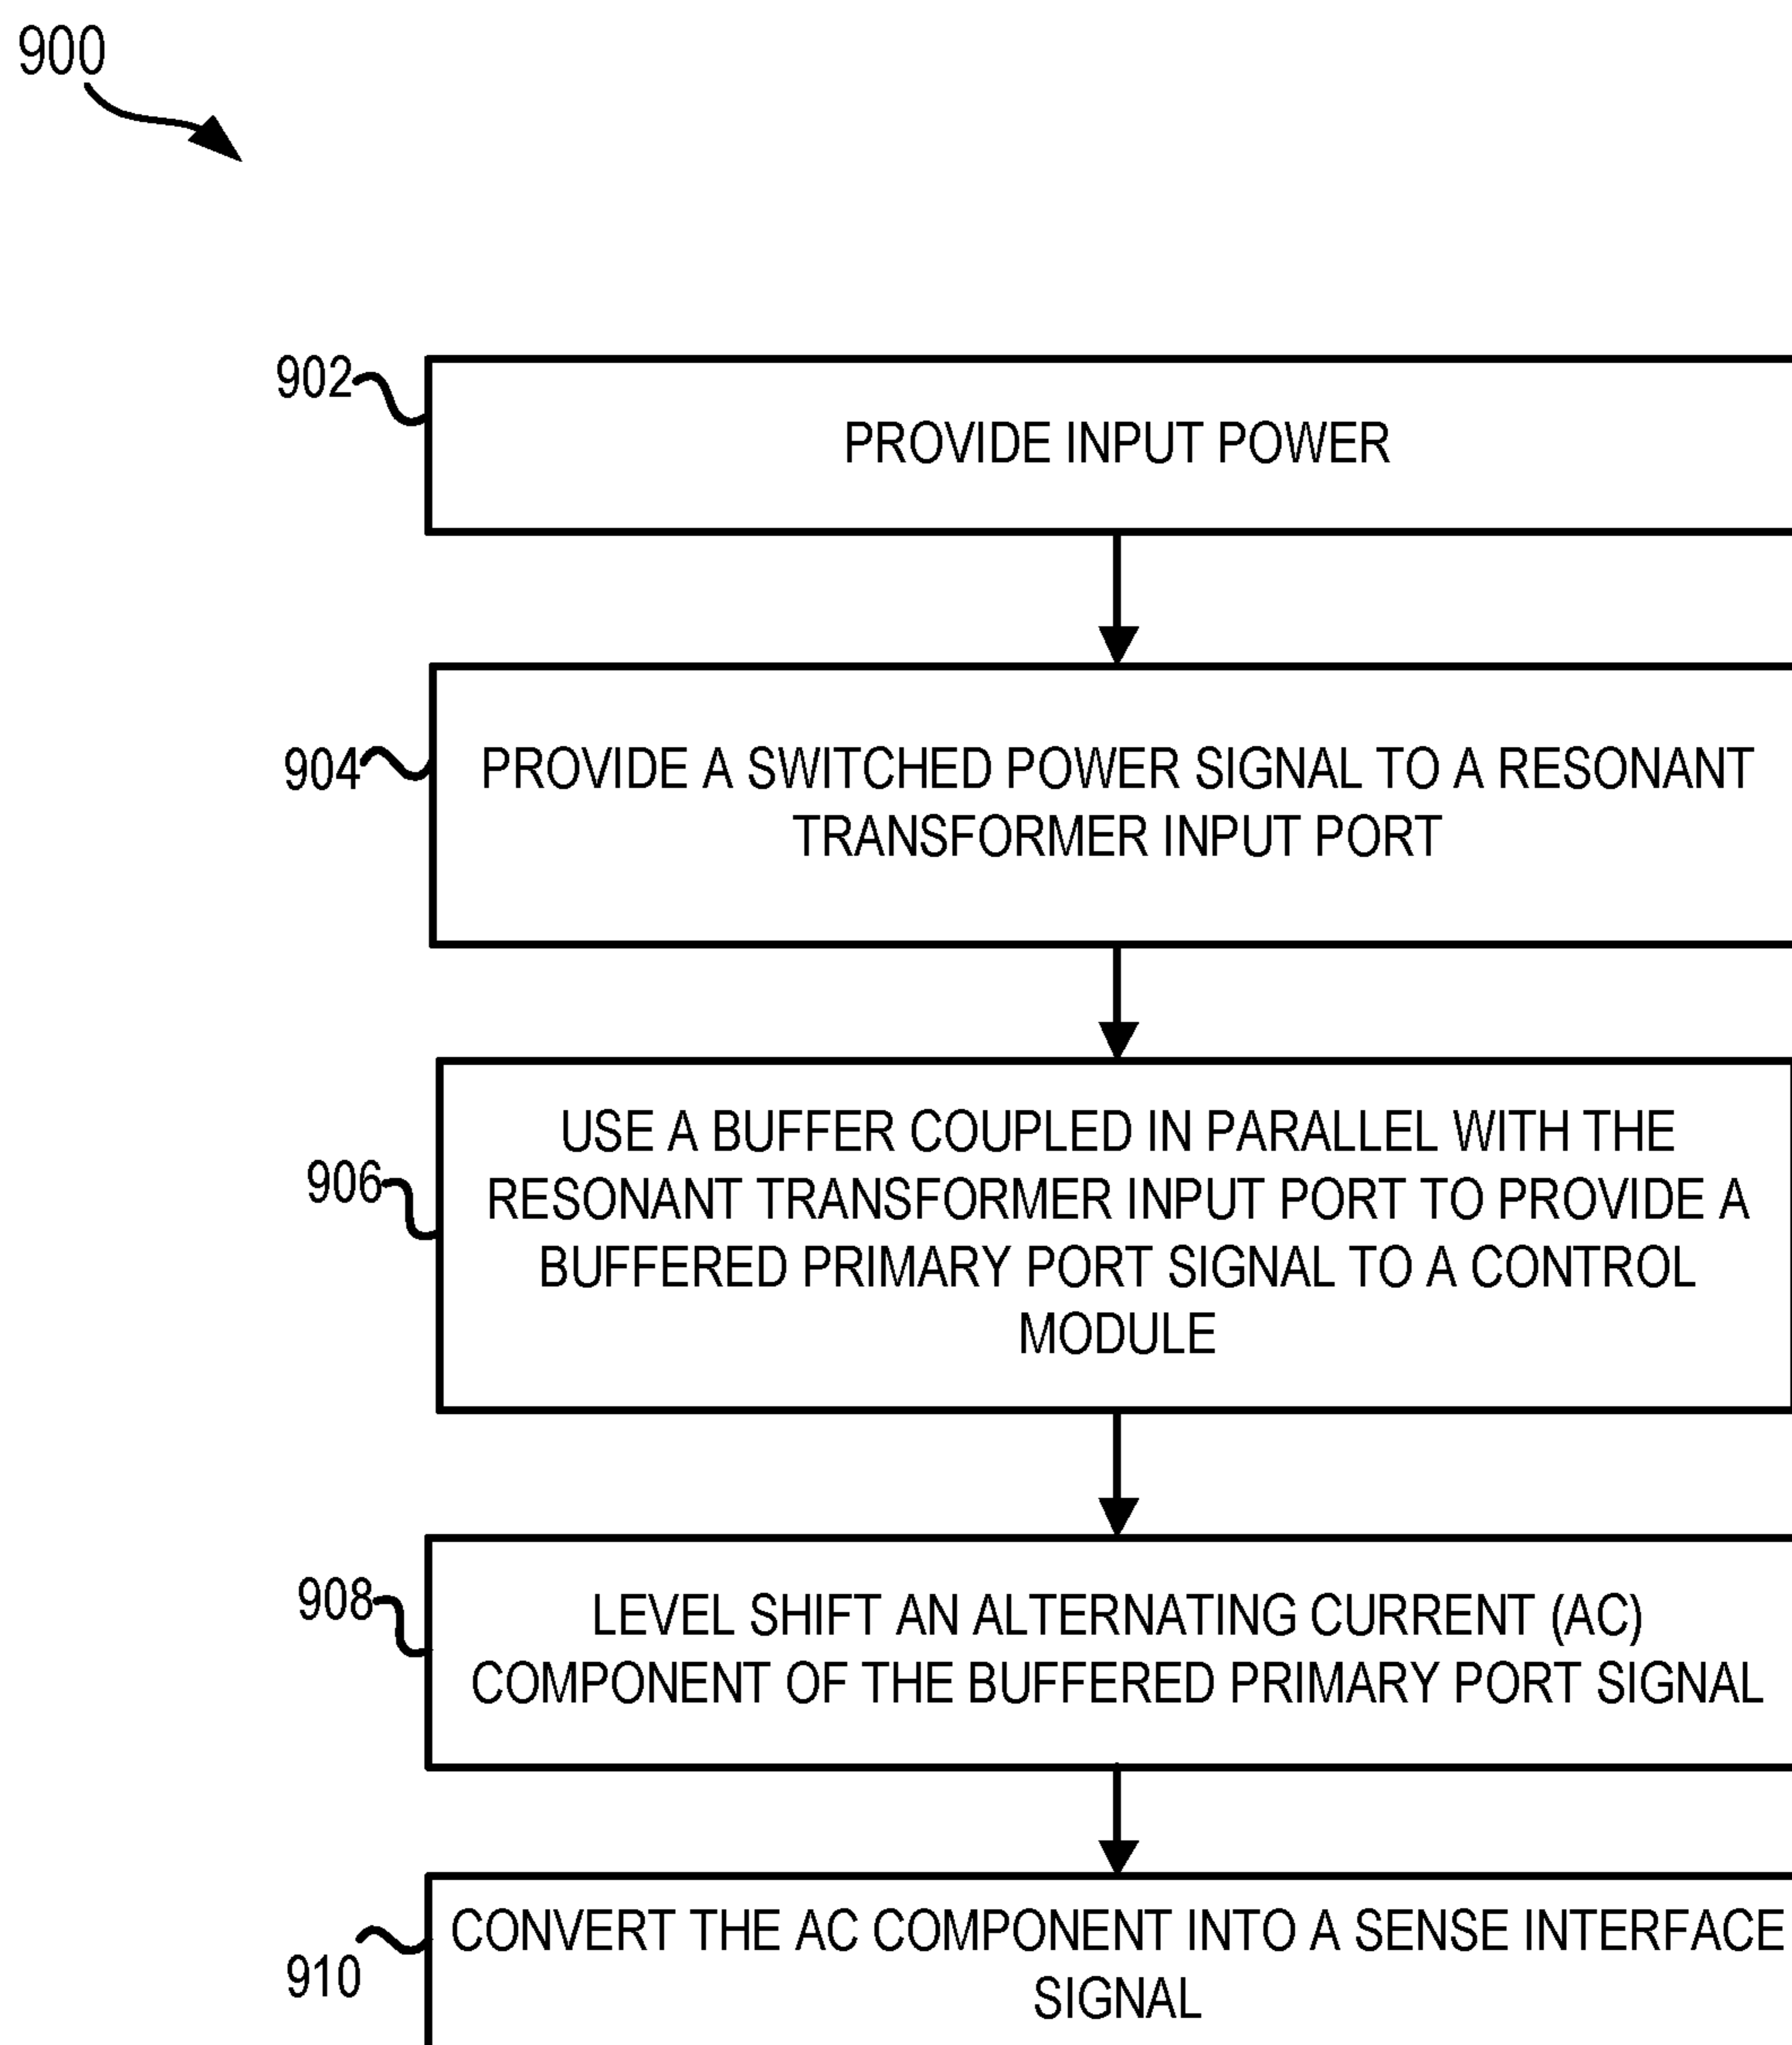 900
902
PROVIDE INPUT POWER
904
PROVIDE A SWITCHED POWER SIGNAL TO A RESONANT
TRANSFORMER INPUT PORT
906
USE A BUFFER COUPLED IN PARALLEL WITH THE
RESONANT TRANSFORMER INPUT PORT TO PROVIDE A
BUFFERED PRIMARY PORT SIGNAL TO A CONTROL
MODULE
908
LEVEL SHIFT AN ALTERNATING CURRENT (AC)
COMPONENT OF THE BUFFERED PRIMARY PORT SIGNAL
910
CONVERT THE AC COMPONENT INTO A SENSE INTERFACE
SIGNAL